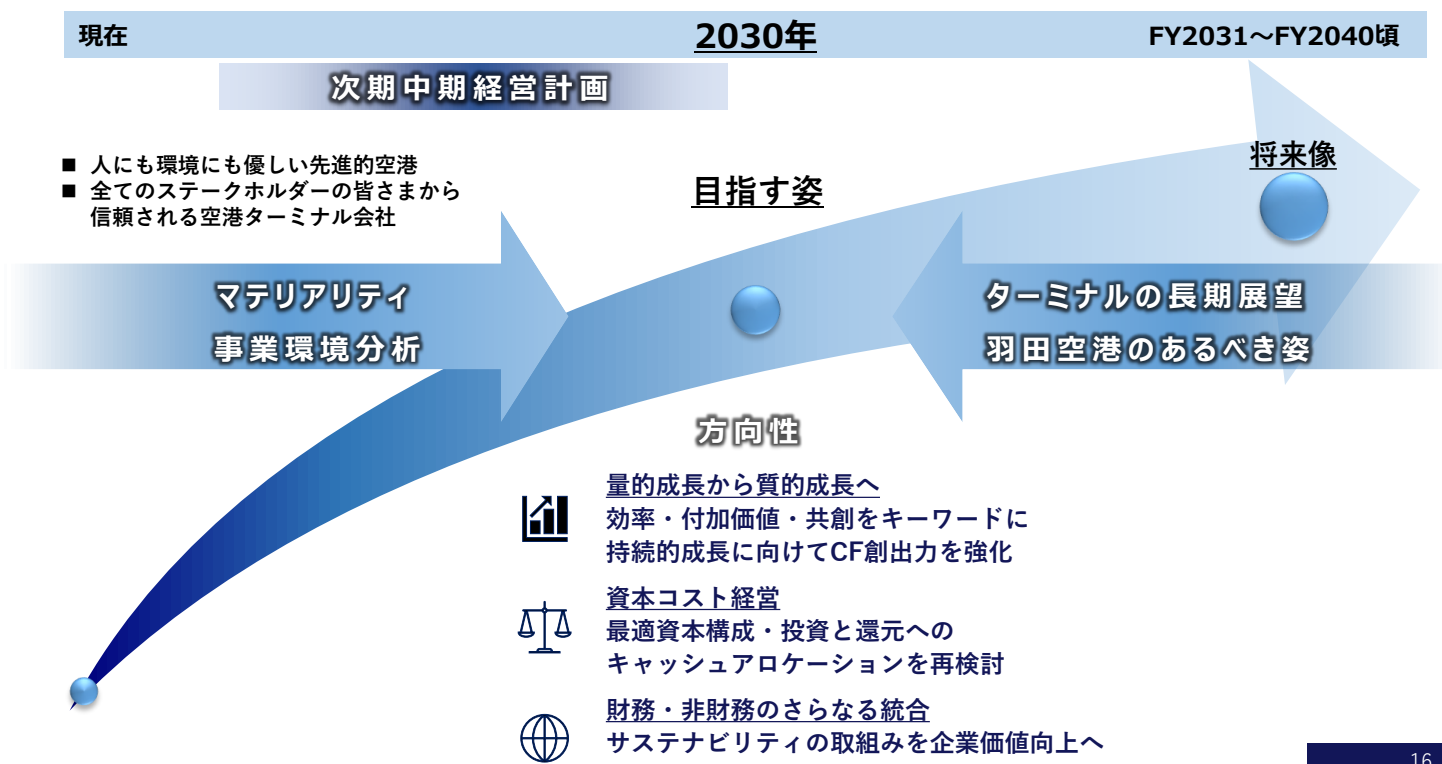 現在
2030年
FY2031～FY2040頃
次期中期経営計画
■ 人にも環境にも優しい先進的空港
■ 全てのステークホルダーの皆さまから
信頼される空港ターミナル会社
目指す姿
将来像
マテリアリティ
事業環境分析
ターミナルの長期展望
羽田空港のあるべき姿
方向性
量的成長から質的成長へ
効率・付加価値・共創をキーワードに
持続的成長に向けてCF創出力を強化
資本コスト経営
最適資本構成・投資と還元への
キャッシュアロケーションを再検討
財務・非財務のさらなる統合
サステナビリティの取組みを企業価値向上へ
16